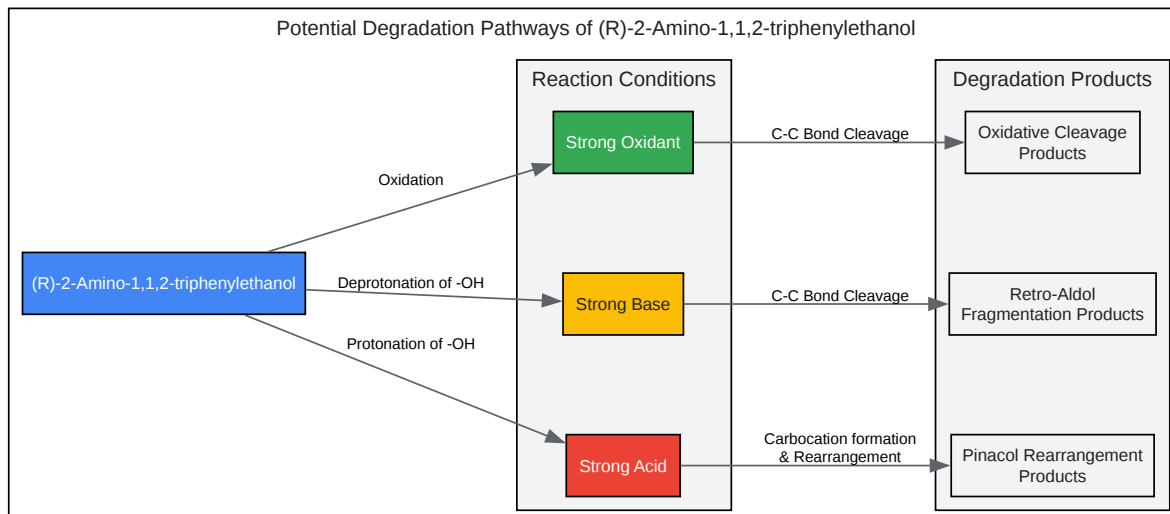 Potential Degradation Pathways of (R)-2-Amino-1,1,2-triphenylethanol
Reaction Conditions
Degradation Products
Strong Oxidant
C-C Bond Cleavage
Oxidative Cleavage
Products
Oxidation
(R)-2-Amino-1,1,2-triphenylethanol
Deprotonation of -OH
Strong Base
C-C Bond Cleavage
Retro-Aldol
Fragmentation Products
Protonation of -OH
Strong Acid
Carbocation formation
& Rearrangement
Pinacol Rearrangement
Products